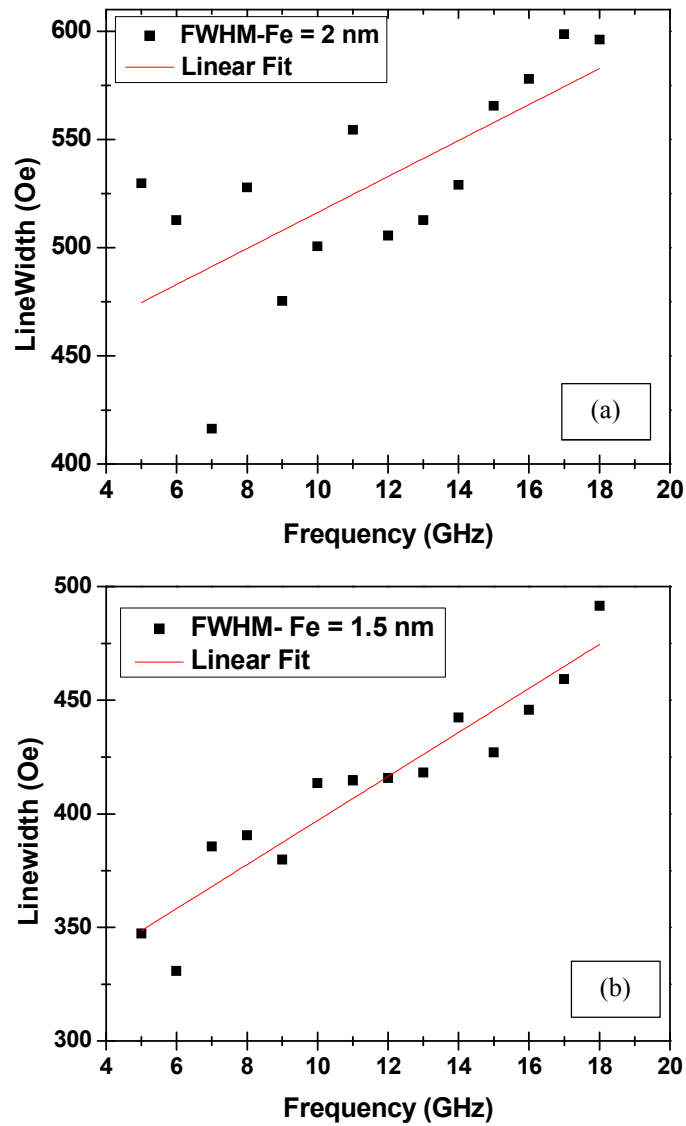 FWHM-Fe = 2 nm
Linear Fit
600
550
500
450
400
LineWidth (Oe)
(a)
4 6 8 10 12 14 16 18 20
Frequency (GHz)
FWHM- Fe = 1.5 nm
Linear Fit
500
450
400
350
300
Linewidth (Oe)
(b)
4 6 8 10 12 14 16 18 20
Frequency (GHz)